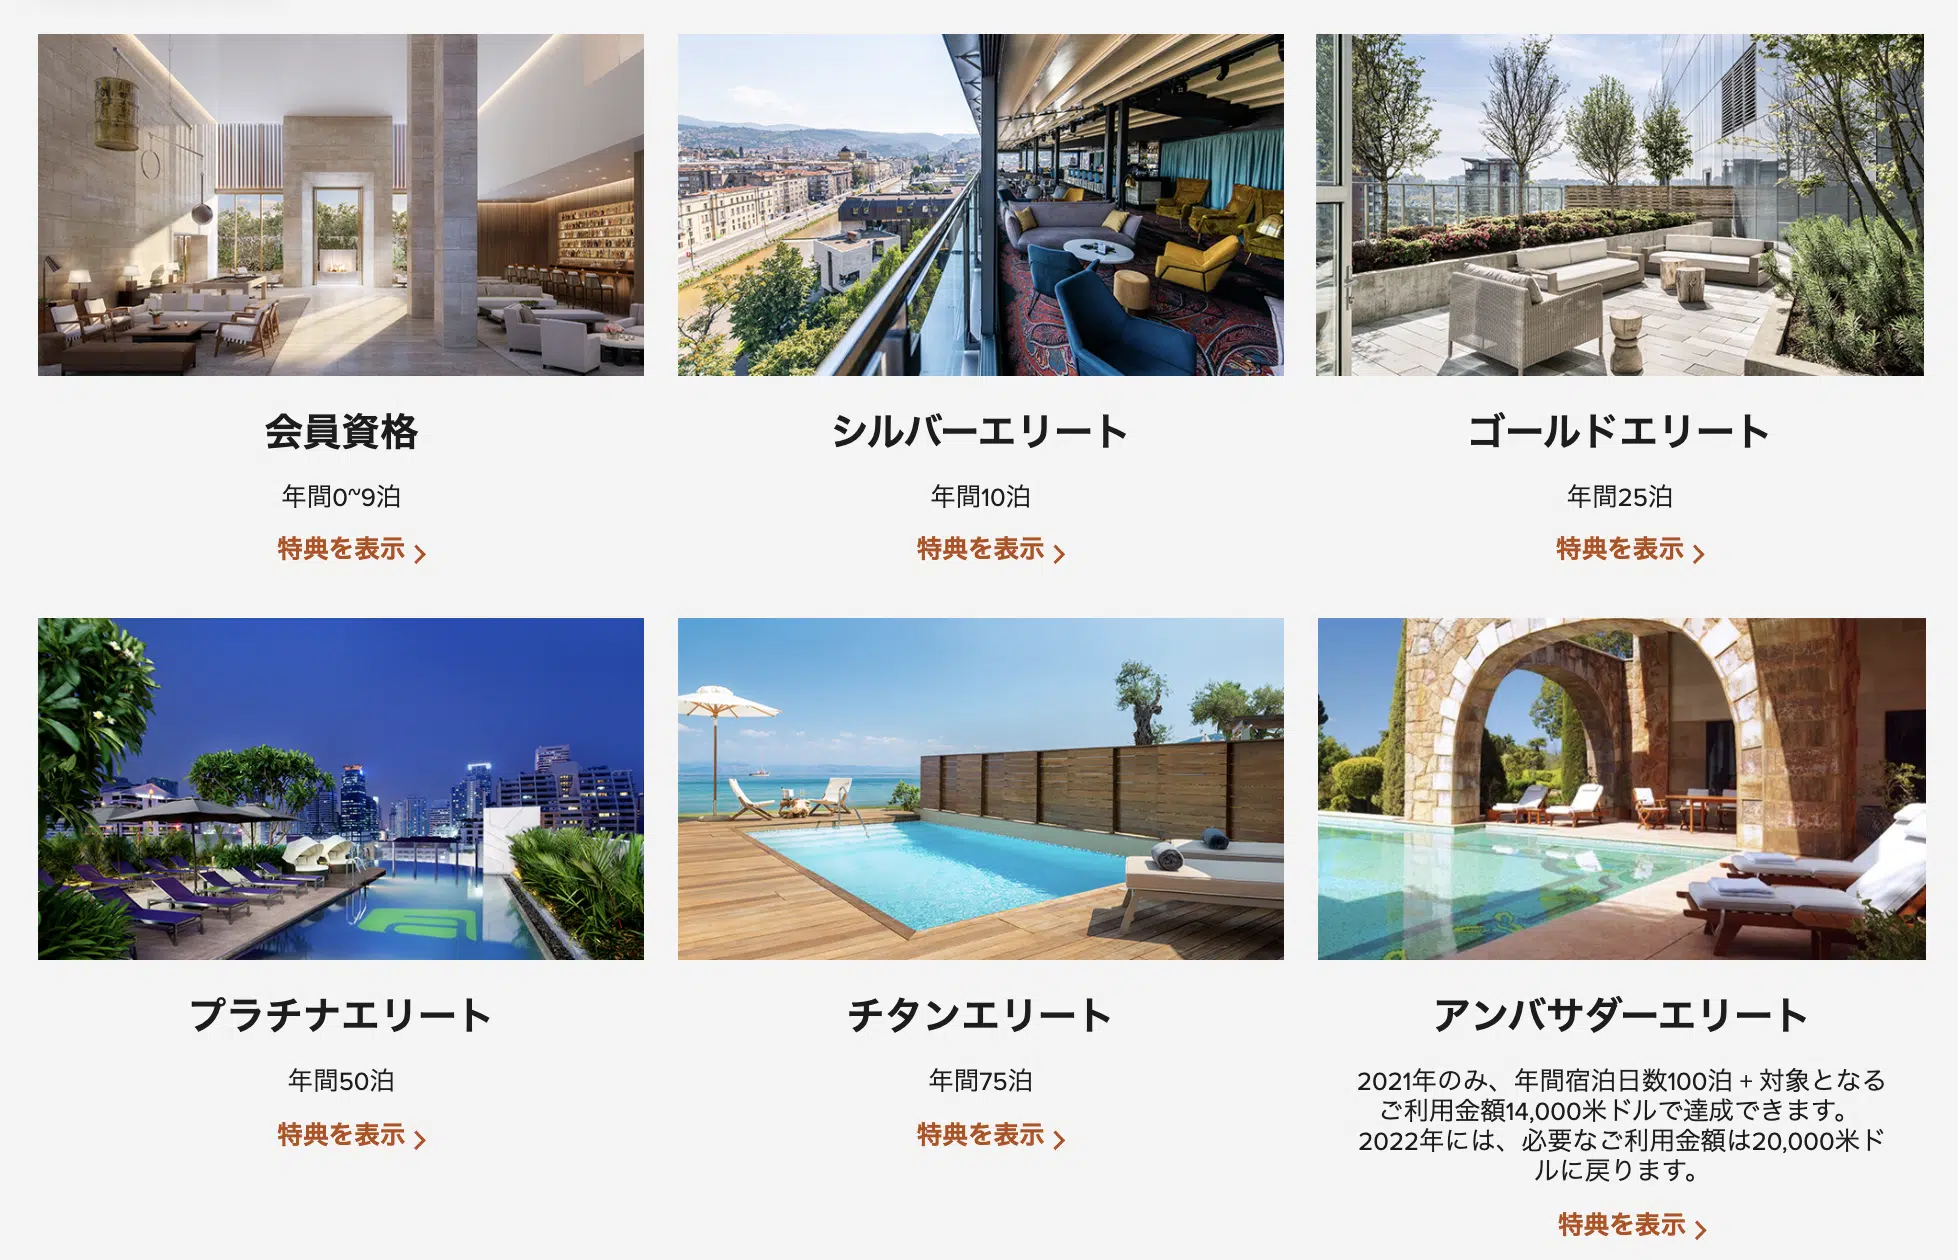 会員資格
年間0~9泊
特典を表示
シルバーエリート
年間10泊
特典を表示
ゴールドエリート
年間25泊
特典を表示
プラチナエリート
年間50泊
特典を表示
チタンエリート
年間75泊
特典を表示
アンバサダーエリート
2021年のみ、年間宿泊日数100泊 + 対象となる
ご利用金額14,000米ドルで達成できます。
2022年には、必要なご利用金額は20,000米ド
ルに戻ります。
特典を表示